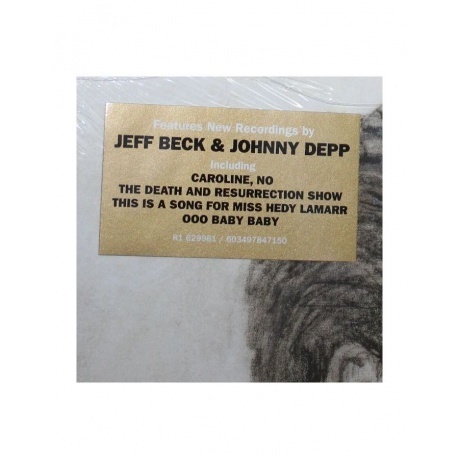 Features New Recordings by
JEFF BECK & JOHNNY DEPP
Including
CAROLINE, NO
THE DEATH AND RESURRECTION SHOW
THIS IS A SONG FOR MISS HEDY LAMARR
OOO BABY BABY
R1 629961 / 603497847150